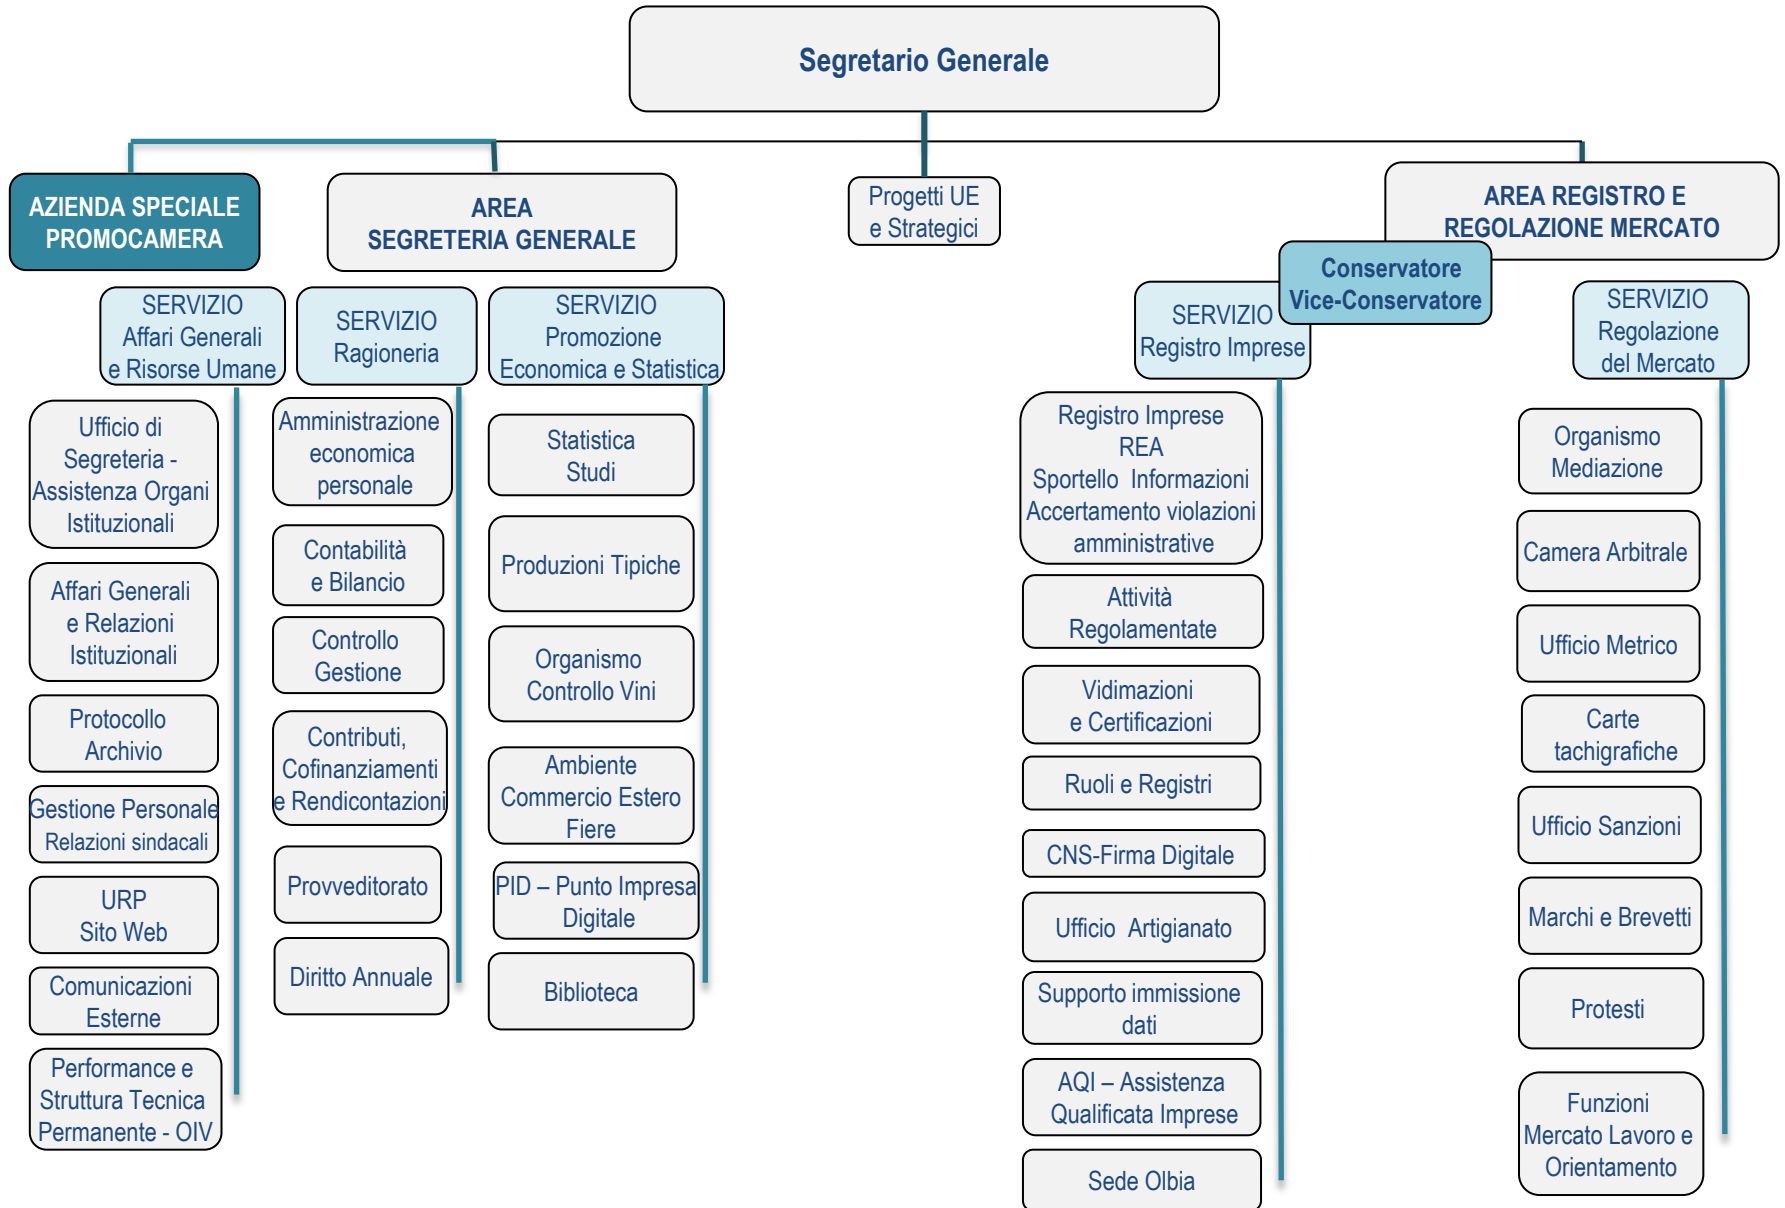 Segretario Generale
AZIENDA SPECIALE
PROMOCAMERA
AREA
SEGRETERIA GENERALE
Progetti UE
e Strategici
AREA REGISTRO E
REGOLAZIONE MERCATO
Conservatore
Vice-Conservatore
SERVIZIO
Affari Generali
e Risorse Umane
SERVIZIO
Ragioneria
SERVIZIO
Promozione
Economica e Statistica
SERVIZIO
Registro Imprese
SERVIZIO
Regolazione
del Mercato
Ufficio di
Segreteria -
Assistenza Organi
Istituzionali
Affari Generali
e Relazioni
Istituzionali
Protocollo
Archivio
Gestione Personale
Relazioni sindacali
URP
Sito Web
Comunicazioni
Esterne
Performance e
Struttura Tecnica
Permanente - OIV
Amministrazione
economica
personale
Contabilità
e Bilancio
Controllo
Gestione
Contributi,
Cofinanziamenti
e Rendicontazioni
Provveditorato
Diritto Annuale
Statistica
Studi
Produzioni Tipiche
Organismo
Controllo Vini
Ambiente
Commercio Estero
Fiere
PID – Punto Impresa
Digitale
Biblioteca
Registro Imprese
REA
Sportello Informazioni
Accertamento violazioni
amministrative
Attività
Regolamentate
Vidimazioni
e Certificazioni
Ruoli e Registri
CNS-Firma Digitale
Ufficio Artigianato
Supporto immissione
dati
AQI – Assistenza
Qualificata Imprese
Sede Olbia
Organismo
Mediazione
Camera Arbitrale
Ufficio Metrico
Carte
tachigrafiche
Ufficio Sanzioni
Marchi e Brevetti
Protesti
Funzioni
Mercato Lavoro e
Orientamento